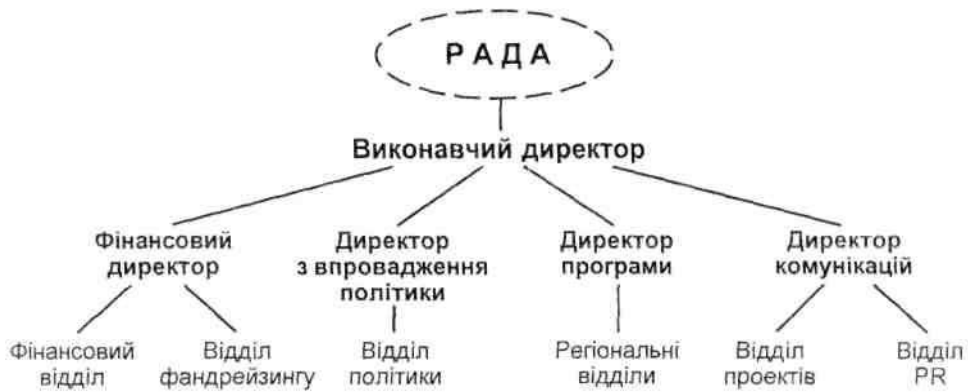 РАДА
Виконавчий директор
Фінансовий
директор
Директор
з впровадження
політики
Директор
програми
Директор
комунікацій
Фінансовий
відділ
Відділ
фандрейзингу
Відділ
політики
Регіональні
відділи
Відділ
проектів
Відділ
PR